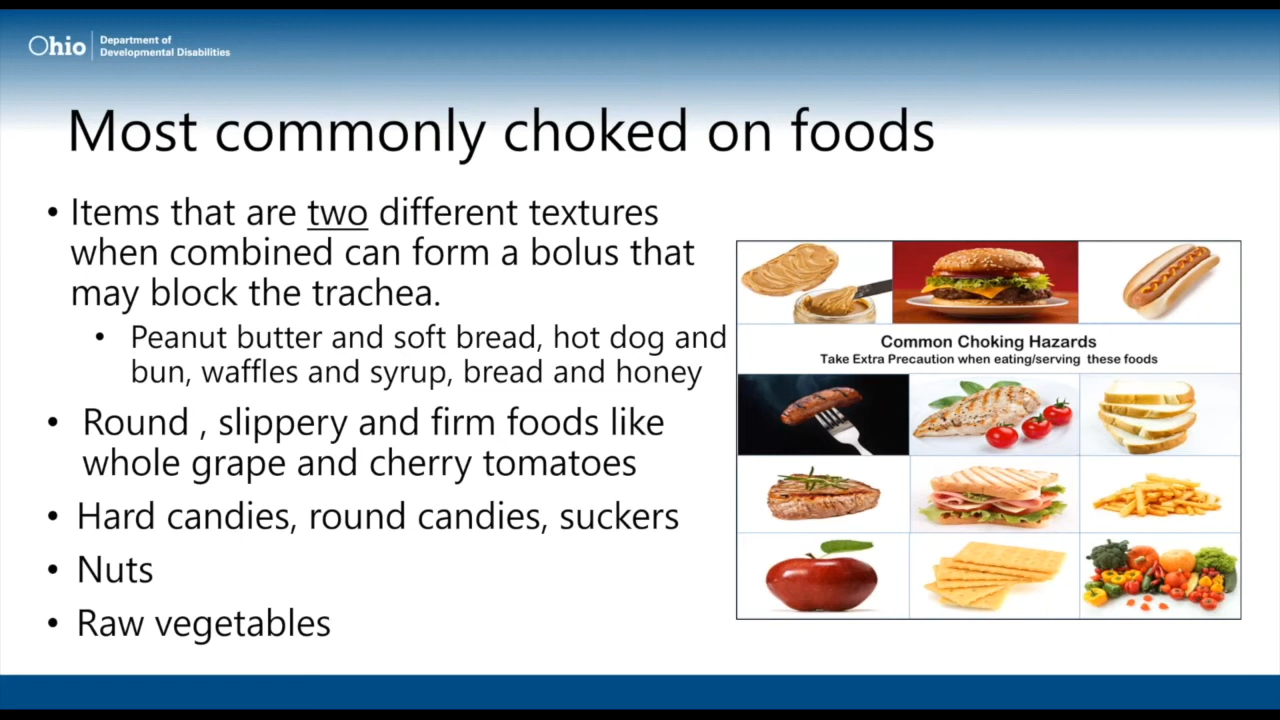 Ohio
Department of
Developmental Disabilities
Most commonly choked on foods
• Items that are two different textures
when combined can form a bolus that
may block the trachea.
• Peanut butter and soft bread, hot dog and
bun, waffles and syrup, bread and honey
• Round , slippery and firm foods like
whole grape and cherry tomatoes
• Hard candies, round candies, suckers
• Nuts
• Raw vegetables
Common Choking Hazards
Take Extra Precaution when eating/serving these foods